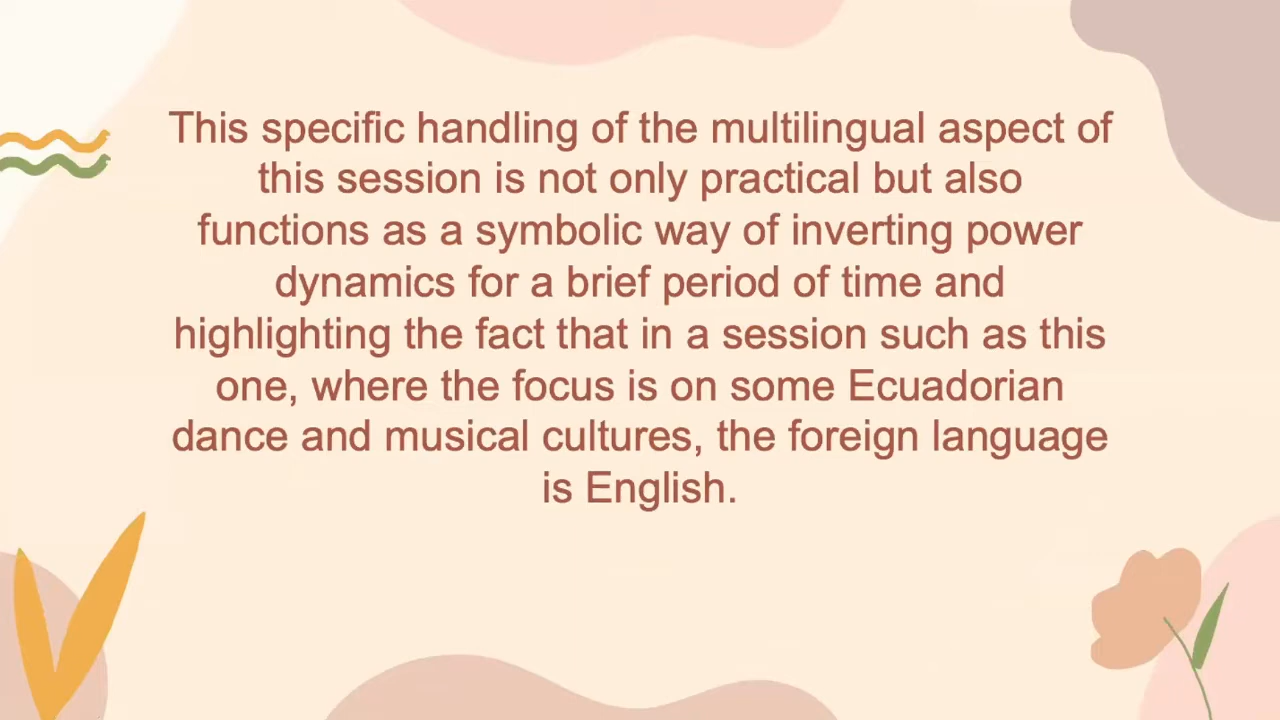 This specific handling of the multilingual aspect of
this session is not only practical but also
functions as a symbolic way of inverting power
dynamics for a brief period of time and
highlighting the fact that in a session such as this
one, where the focus is on some Ecuadorian
dance and musical cultures, the foreign language
is English.